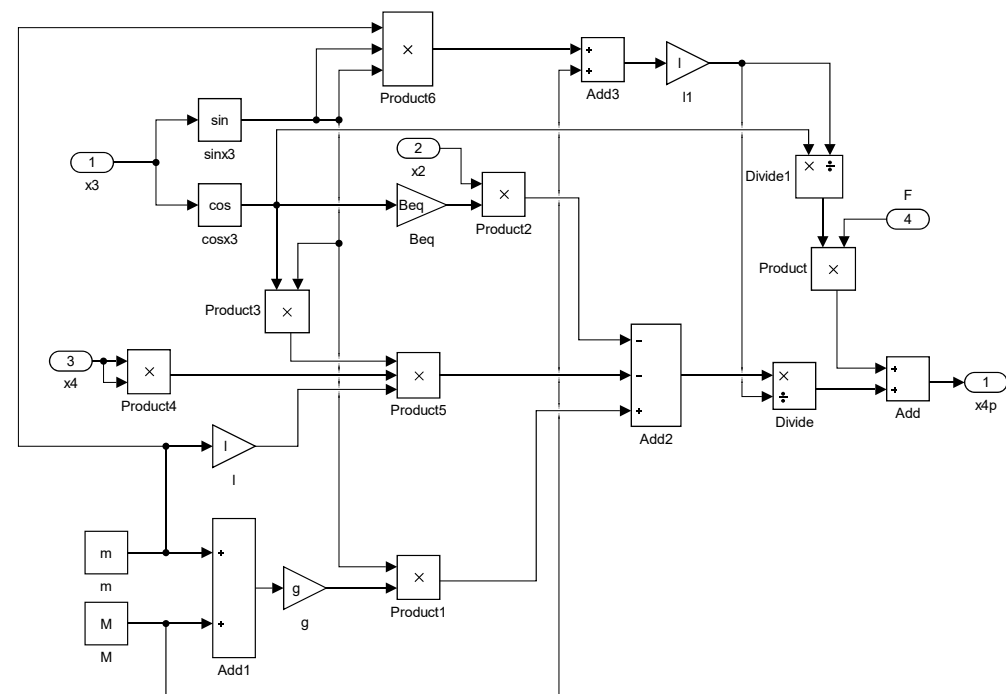 ×
Product6
+
+
Add3
l
l1
sin
sinx3
1
x3
2
x2
× ÷
Divide1
cos
cosx3
Beq
Beq
×
Product2
F
4
Product
×
Product3
×
3
x4
×
Product4
×
Product5
-
-
+
Add2
×
÷
Divide
+
+
Add
1
x4p
l
l
m
m
M
M
+
+
Add1
g
g
×
Product1